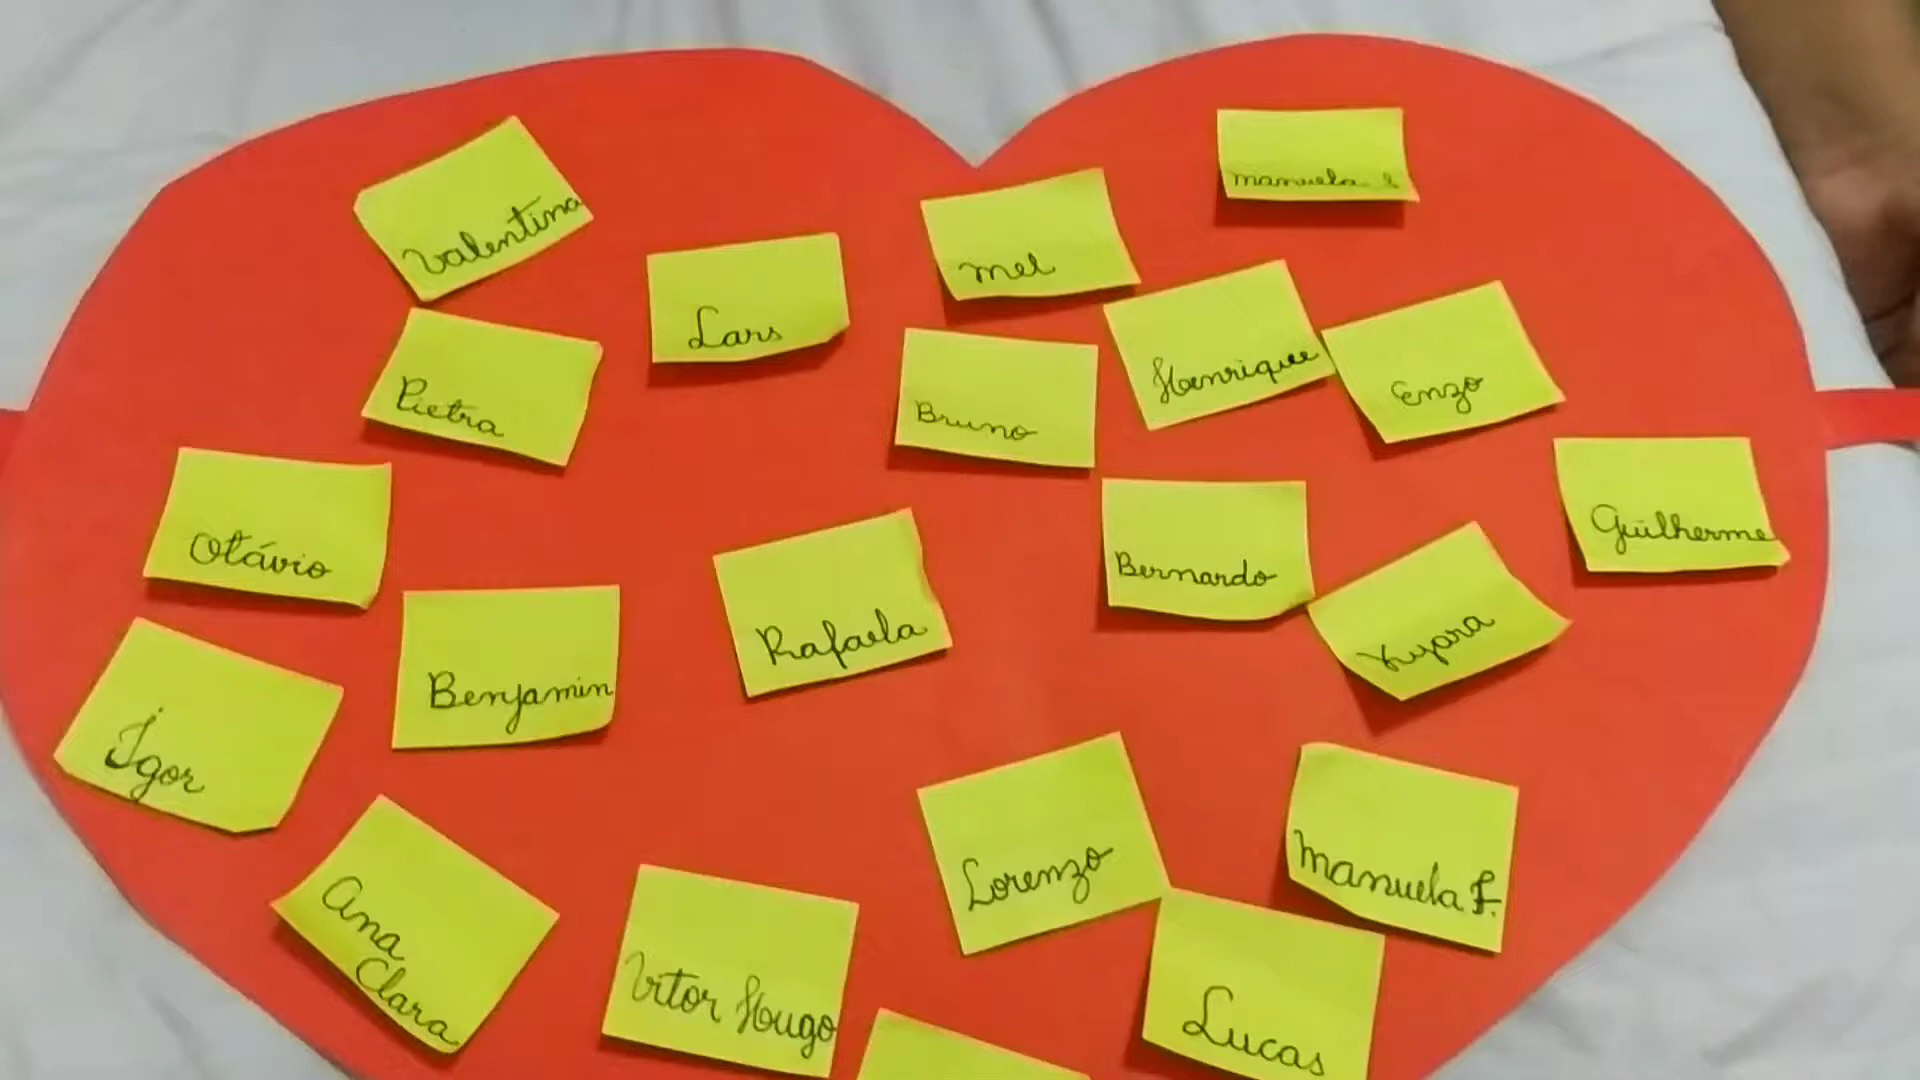 manuela
Valentina
Mel
Lars
Henrique
Enzo
Pietra
Bruno
Guilherme
Otávio
Bernardo
Rafaela
Kyara
Benjamin
Ígor
Lorenzo
Manuela F.
Ana
Clara
Vitor Hugo
Lucas